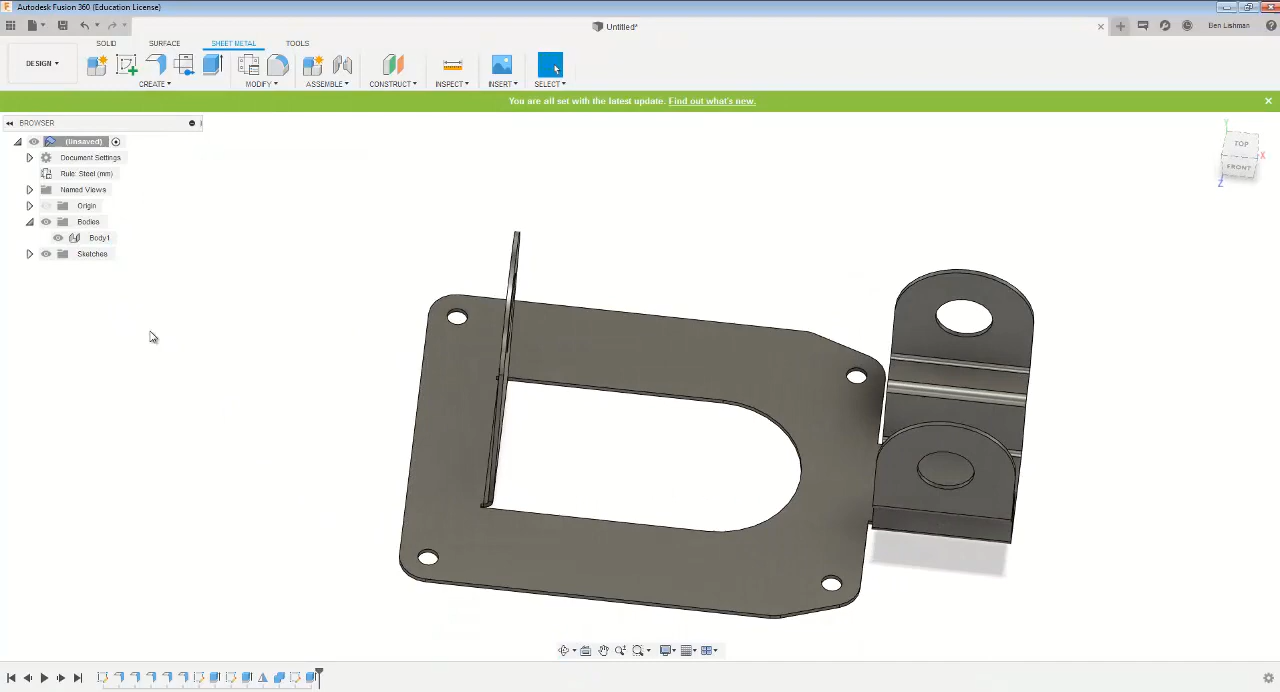 Autodesk Fusion 360 (Education License)
Untitled*
Ben Lishman
SOLID SURFACE SHEET METAL TOOLS
DESIGN
CREATE MODIFY ASSEMBLE CONSTRUCT INSPECT INSERT SELECT
You are all set with the latest update. Find out what's new.
BROWSER
(Unsaved)
Document Settings
Rule: Steel (mm)
Named Views
Origin
Bodies
Body1
Sketches
Y
TOP
X
FRONT
Z